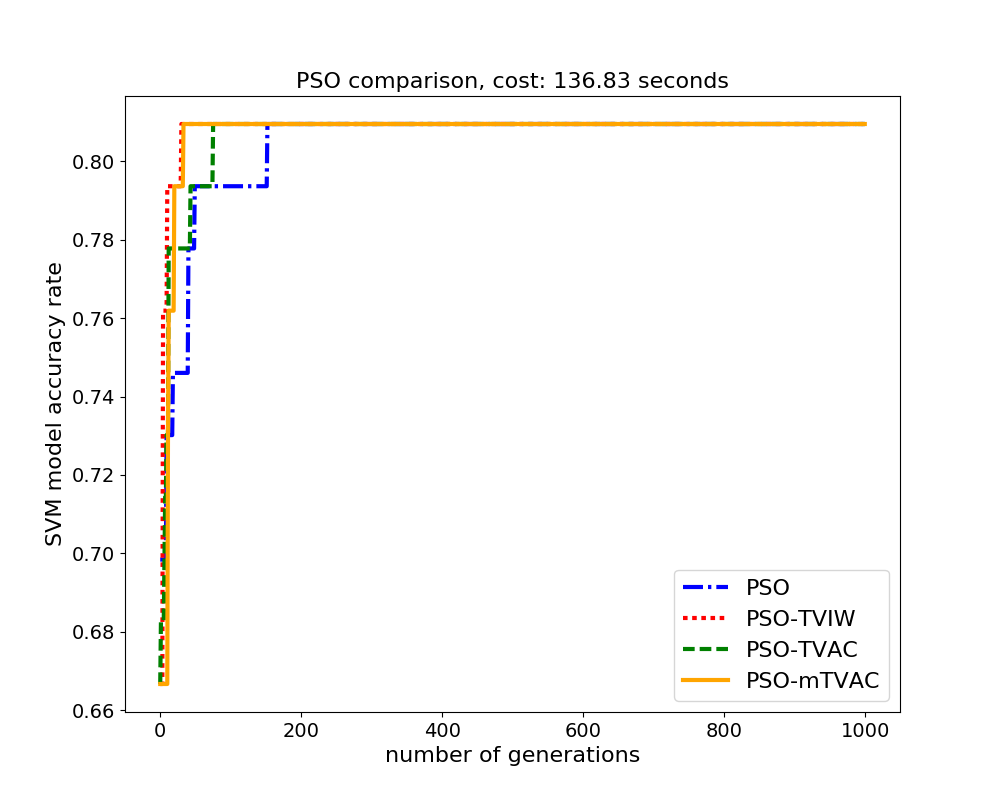 PSO comparison, cost: 136.83 seconds
SVM model accuracy rate
0.80
0.78
0.76
0.74
0.72
0.70
0.68
0.66
0
200
400
600
800
1000
number of generations
PSO
PSO-TVIW
PSO-TVAC
PSO-mTVAC